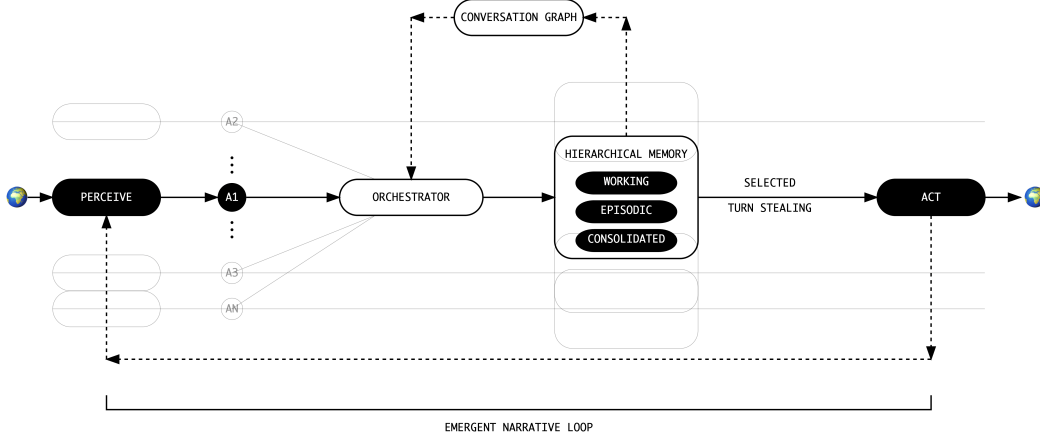 CONVERSATION GRAPH
A2
HIERARCHICAL MEMORY
WORKING
PERCEIVE
A1
ORCHESTRATOR
EPISODIC
SELECTED
TURN STEALING
ACT
CONSOLIDATED
A3
AN
EMERGENT NARRATIVE LOOP